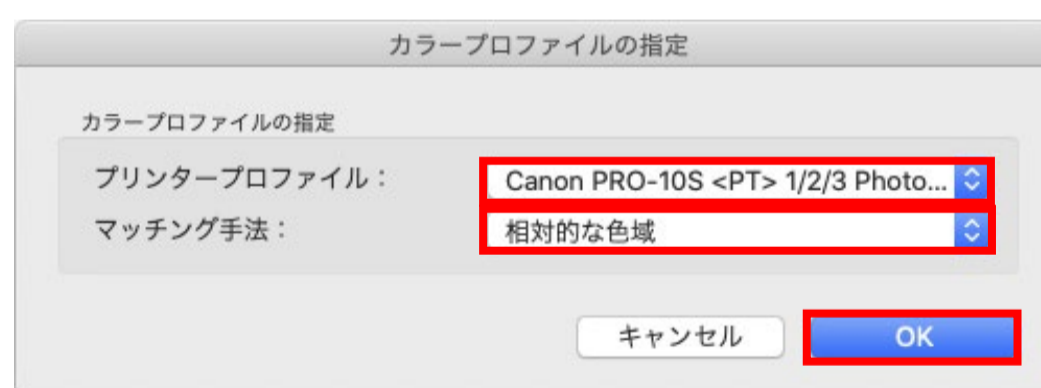 カラープロファイルの指定
カラープロファイルの指定
プリンタープロファイル： Canon PRO-10S <PT> 1/2/3 Photo...
マッチング手法： 相対的な色域
キャンセル OK